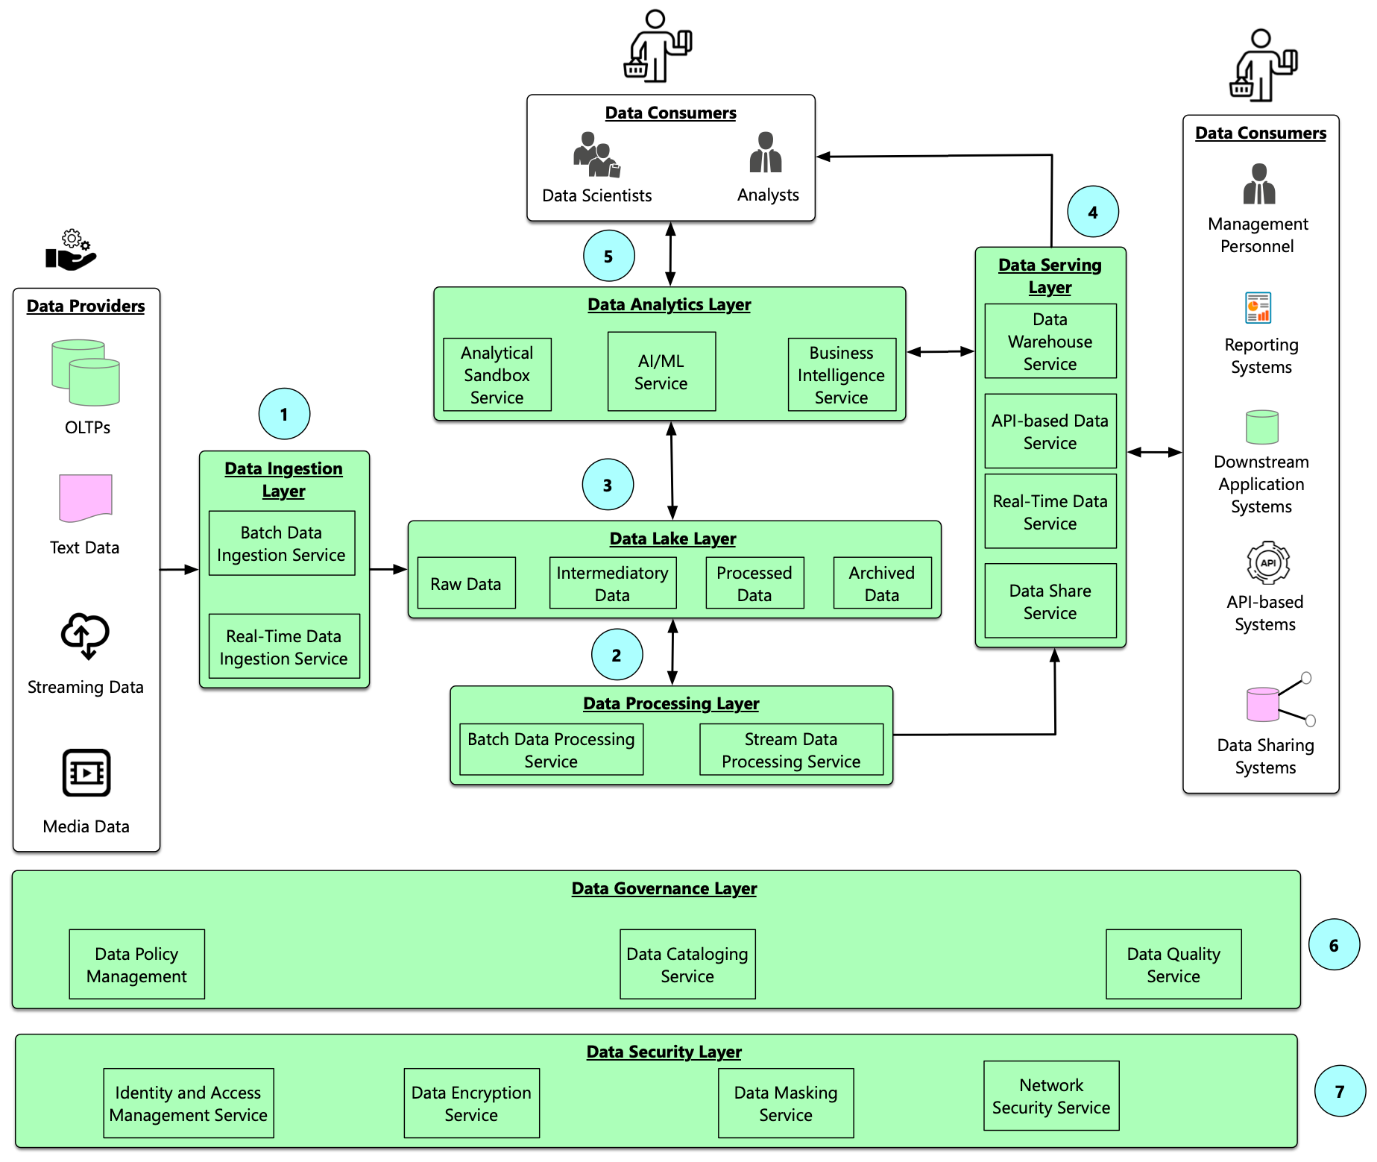 Data Consumers
Data Scientists
Analysts
Data Consumers
Management
Personnel
Reporting
Systems
Downstream
Application
Systems
API
API-based
Systems
Data Sharing
Systems
4
5
Data Serving
Layer
Data
Warehouse
Service
API-based Data
Service
Real-Time Data
Service
Data Share
Service
Data Providers
OLTPs
Text Data
Streaming Data
Media Data
Data Analytics Layer
Analytical
Sandbox
Service
AI/ML
Service
Business
Intelligence
Service
1
Data Ingestion
Layer
Batch Data
Ingestion Service
Real-Time Data
Ingestion Service
3
Data Lake Layer
Raw Data
Intermediatory
Data
Processed
Data
Archived
Data
2
Data Processing Layer
Batch Data Processing
Service
Stream Data
Processing Service
Data Governance Layer
Data Policy
Management
Data Cataloging
Service
Data Quality
Service
6
Data Security Layer
Identity and Access
Management Service
Data Encryption
Service
Data Masking
Service
Network
Security Service
7